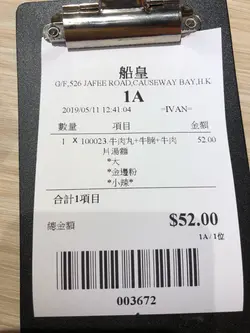 船皇
G/F,526 JAFEE ROAD,CAUSEWAY BAY,H.K
1A
2019/05/11 12:41:04 -IVAN-
數量 項目 金額
1 X 100023.牛肉丸+牛腩+牛肉 52.00
片湯麵
*大
*金邊粉
*小辣*
合計1項目
總金額 $52.00
1A/1位
003672